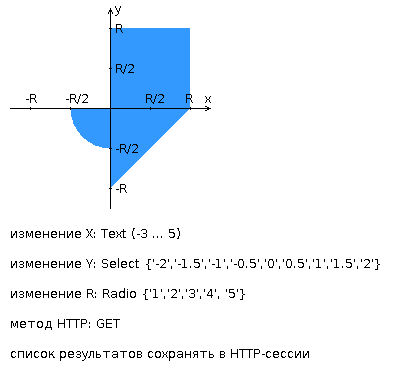 y
R
R/2
-R -R/2 R/2 R x
-R/2
-R
изменение X: Text (-3 ... 5)
изменение Y: Select {'-2','-1.5','-1','-0.5','0','0.5','1','1.5','2'}
изменение R: Radio {'1','2','3','4', '5'}
метод HTTP: GET
список результатов сохранять в HTTP-сессии